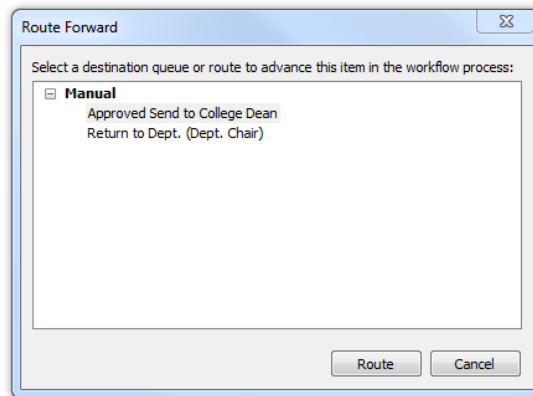 Route Forward
Select a destination queue or route to advance this item in the workflow process:
Manual
Approved Send to College Dean
Return to Dept. (Dept. Chair)
Route Cancel